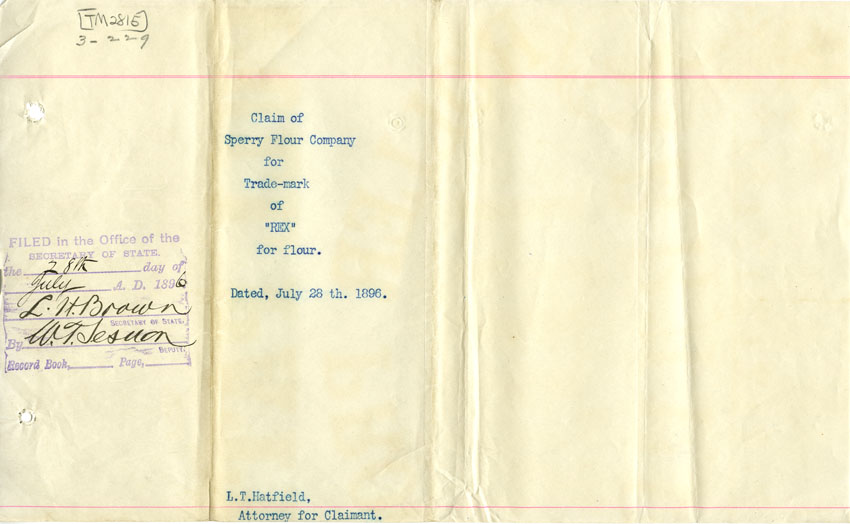 [TM2815]
3-229
Claim of
Sperry Flour Company
for
Trade-mark
of
"REX"
for flour.
Dated, July 28 th. 1896.
FILED in the Office of the
SECRETARY OF STATE.
the 28th day of
July A. D. 1896
L. H. Brown
SECRETARY OF STATE.
By W. T. Sesnon
DEPUTY.
Record Book, Page,
L.T.Hatfield,
Attorney for Claimant.